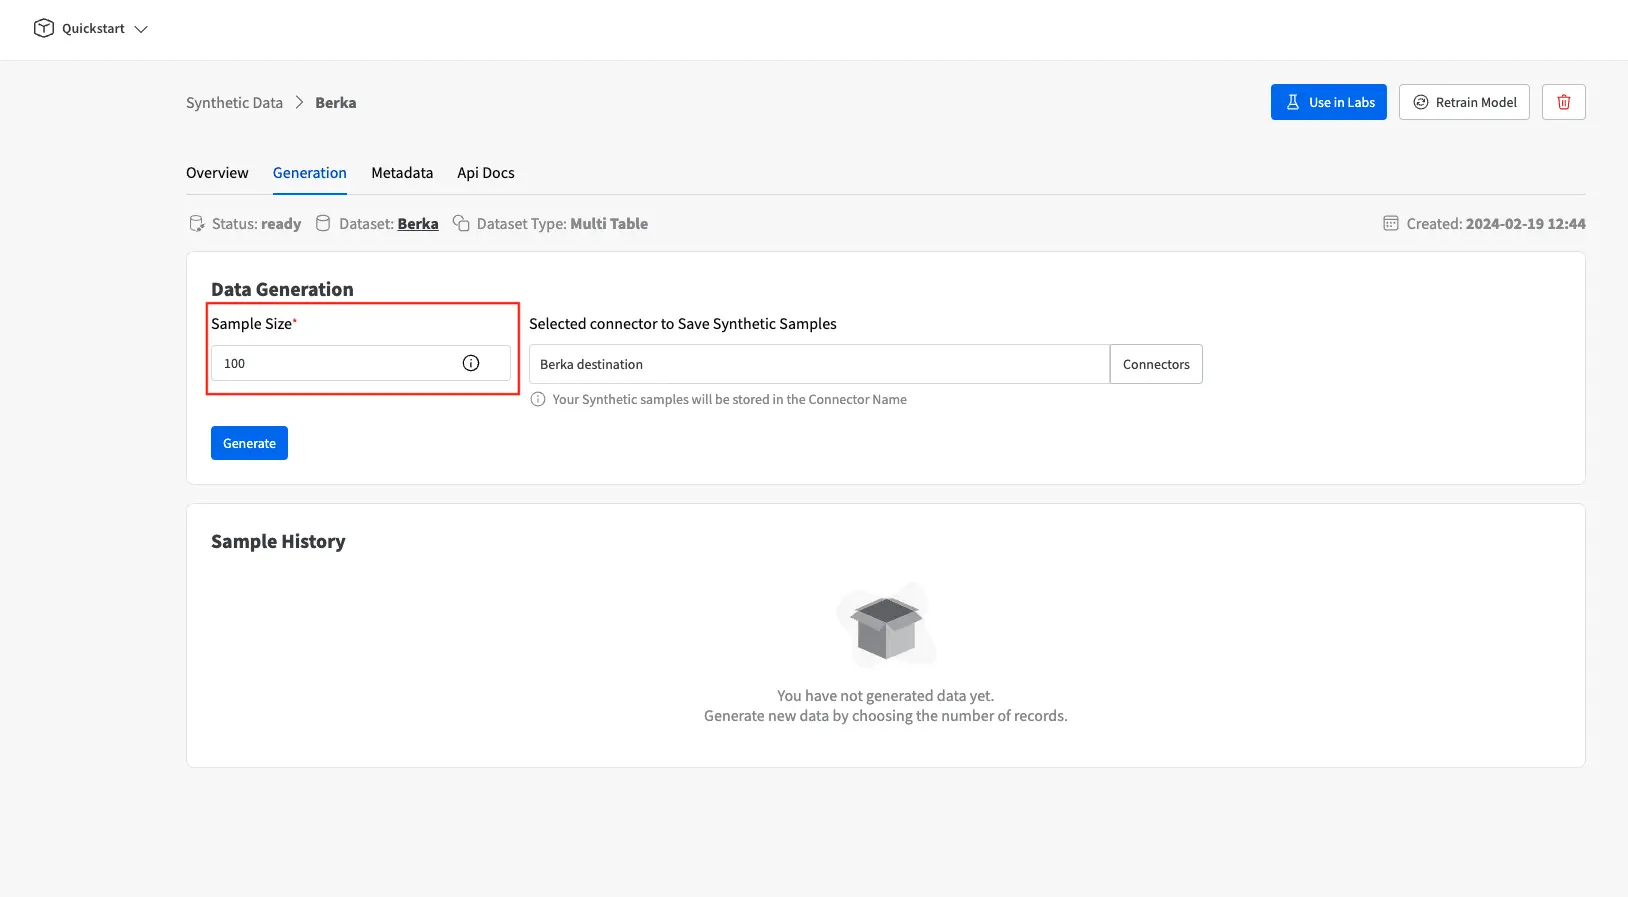 Quickstart
Synthetic Data > Berka
Use in Labs
Retrain Model
Overview
Generation
Metadata
Api Docs
Status: ready
Dataset: Berka
Dataset Type: Multi Table
Created: 2024-02-19 12:44
Data Generation
Sample Size*
Selected connector to Save Synthetic Samples
100
Berka destination
Connectors
Your Synthetic samples will be stored in the Connector Name
Generate
Sample History
You have not generated data yet.
Generate new data by choosing the number of records.